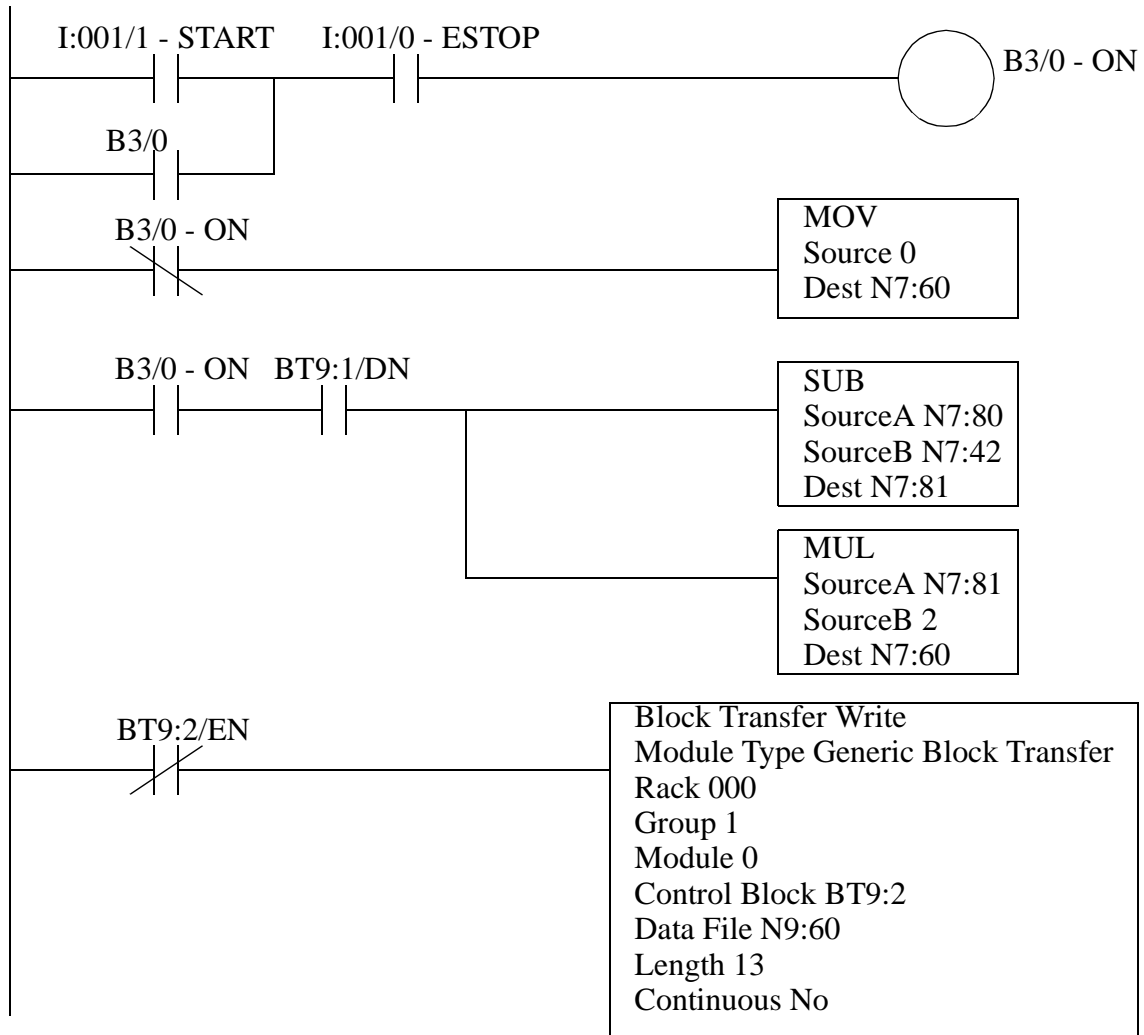 I:001/1 - START I:001/0 - ESTOP
B3/0 - ON
B3/0
B3/0 - ON
MOV
Source 0
Dest N7:60
B3/0 - ON BT9:1/DN
SUB
SourceA N7:80
SourceB N7:42
Dest N7:81
MUL
SourceA N7:81
SourceB 2
Dest N7:60
BT9:2/EN
Block Transfer Write
Module Type Generic Block Transfer
Rack 000
Group 1
Module 0
Control Block BT9:2
Data File N9:60
Length 13
Continuous No